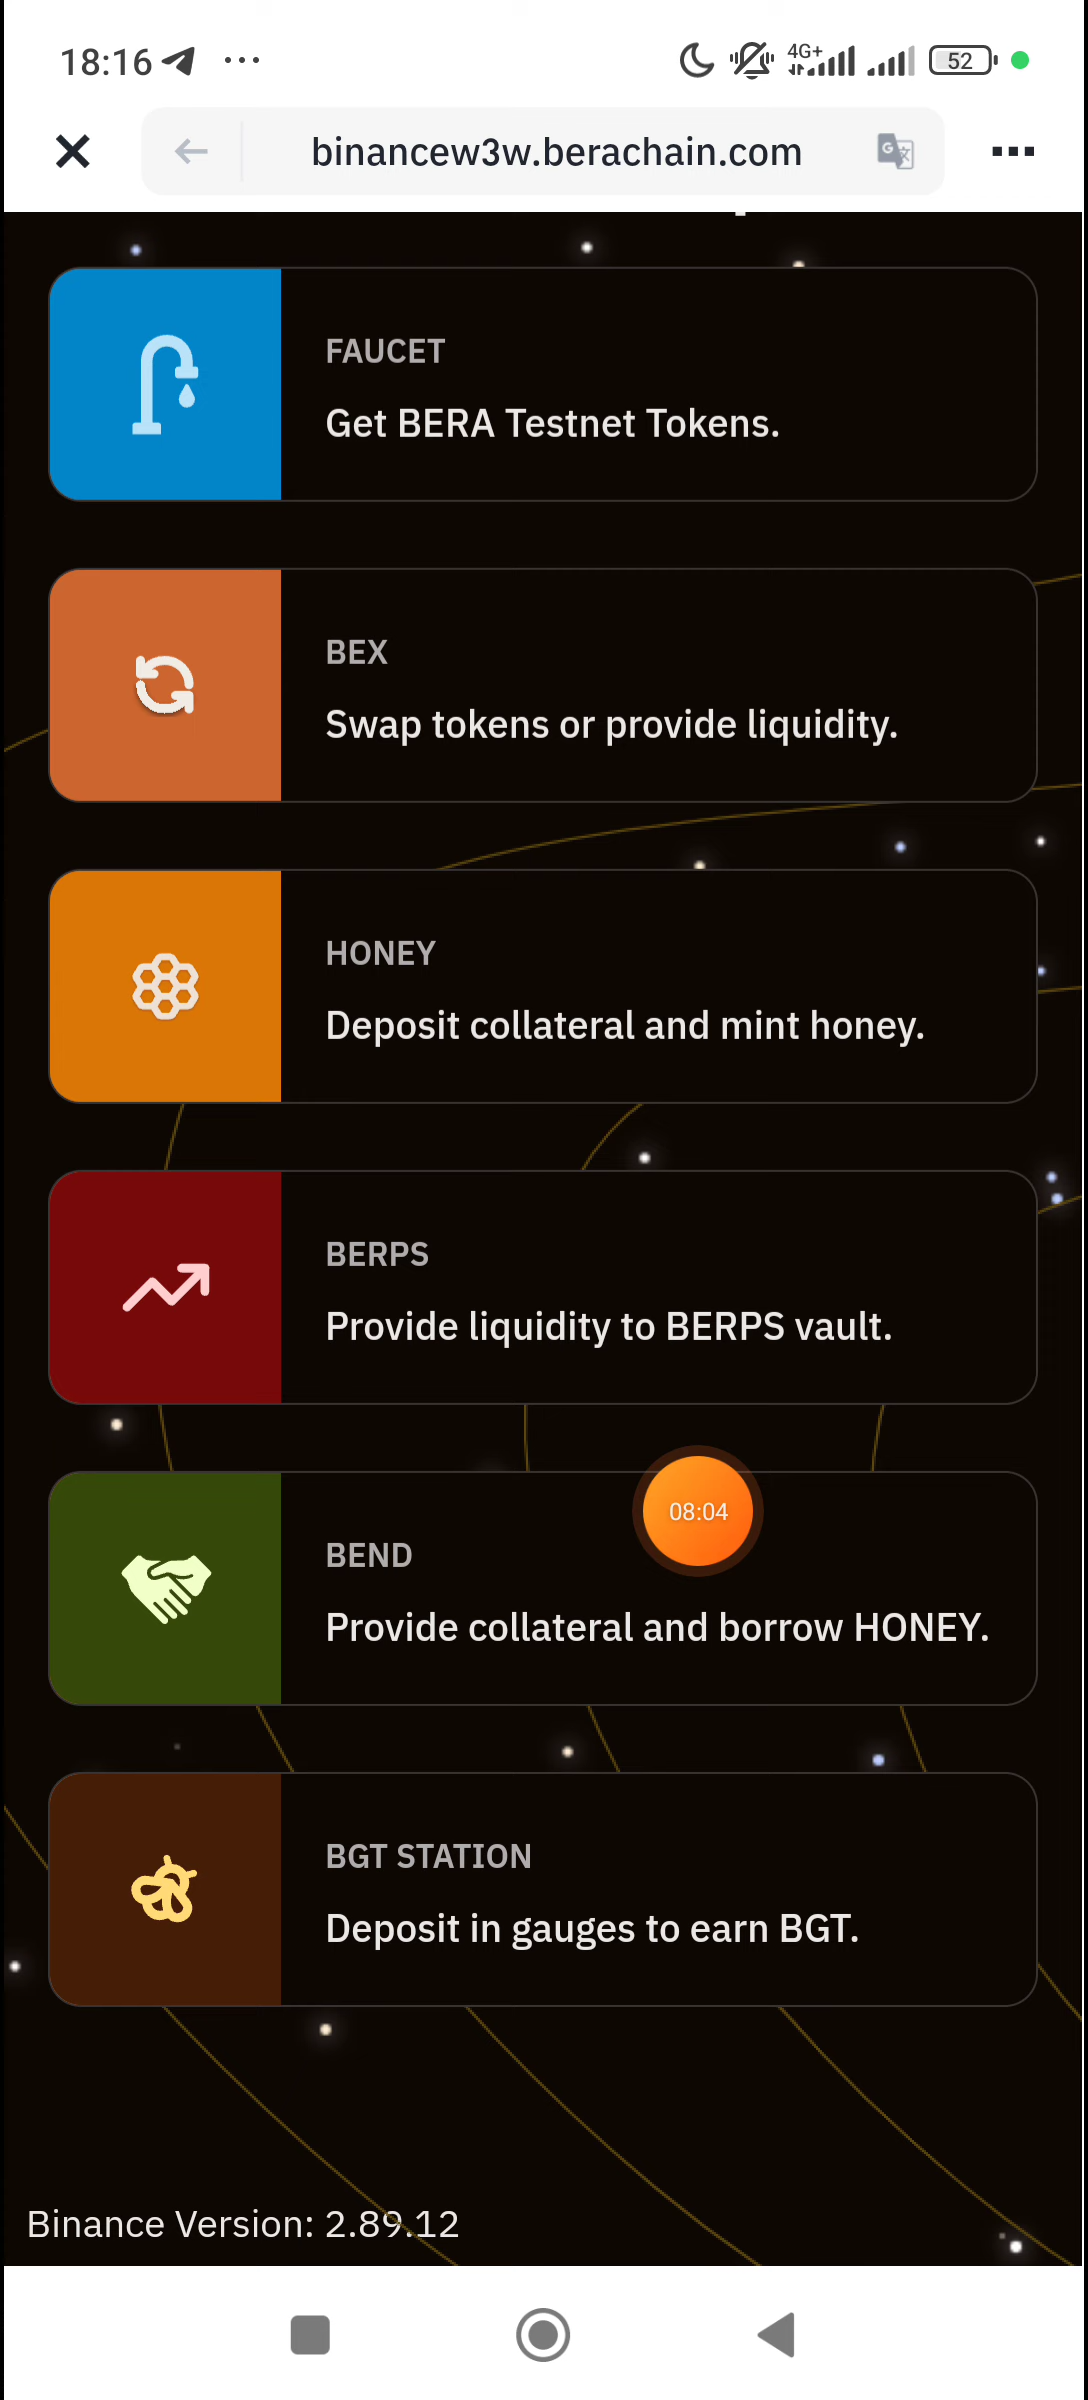 18:16
4G+
52
binancew3w.berachain.com
FAUCET
Get BERA Testnet Tokens.
BEX
Swap tokens or provide liquidity.
HONEY
Deposit collateral and mint honey.
BERPS
Provide liquidity to BERPS vault.
08:04
BEND
Provide collateral and borrow HONEY.
BGT STATION
Deposit in gauges to earn BGT.
Binance Version: 2.89.12